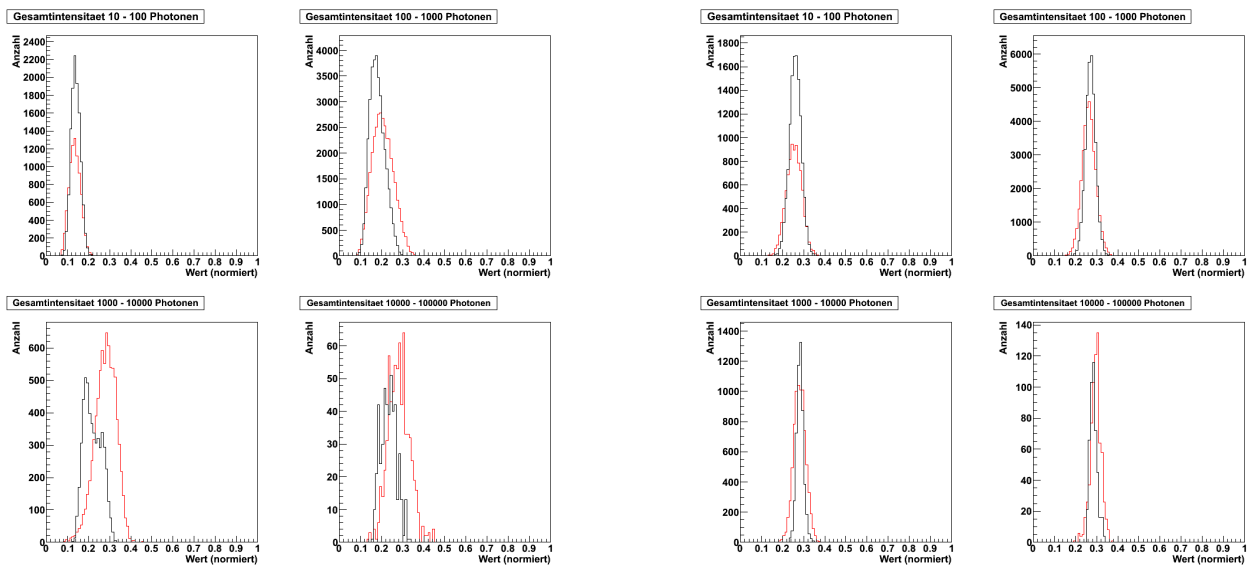 Gesamtintensitaet 10 - 100 Photonen
Anzahl
2400
2200
2000
1800
1600
1400
1200
1000
800
600
400
200
0
0 0.1 0.2 0.3 0.4 0.5 0.6 0.7 0.8 0.9 1
Wert (normiert)
Gesamtintensitaet 100 - 1000 Photonen
Anzahl
4000
3500
3000
2500
2000
1500
1000
500
0
0 0.1 0.2 0.3 0.4 0.5 0.6 0.7 0.8 0.9 1
Wert (normiert)
Gesamtintensitaet 10 - 100 Photonen
Anzahl
1800
1600
1400
1200
1000
800
600
400
200
0
0 0.1 0.2 0.3 0.4 0.5 0.6 0.7 0.8 0.9 1
Wert (normiert)
Gesamtintensitaet 100 - 1000 Photonen
Anzahl
6000
5000
4000
3000
2000
1000
0
0 0.1 0.2 0.3 0.4 0.5 0.6 0.7 0.8 0.9 1
Wert (normiert)
Gesamtintensitaet 1000 - 10000 Photonen
Anzahl
600
500
400
300
200
100
0
0 0.1 0.2 0.3 0.4 0.5 0.6 0.7 0.8 0.9 1
Wert (normiert)
Gesamtintensitaet 10000 - 100000 Photonen
Anzahl
60
50
40
30
20
10
0
0 0.1 0.2 0.3 0.4 0.5 0.6 0.7 0.8 0.9 1
Wert (normiert)
Gesamtintensitaet 1000 - 10000 Photonen
Anzahl
1400
1200
1000
800
600
400
200
0
0 0.1 0.2 0.3 0.4 0.5 0.6 0.7 0.8 0.9 1
Wert (normiert)
Gesamtintensitaet 10000 - 100000 Photonen
Anzahl
140
120
100
80
60
40
20
0
0 0.1 0.2 0.3 0.4 0.5 0.6 0.7 0.8 0.9 1
Wert (normiert)